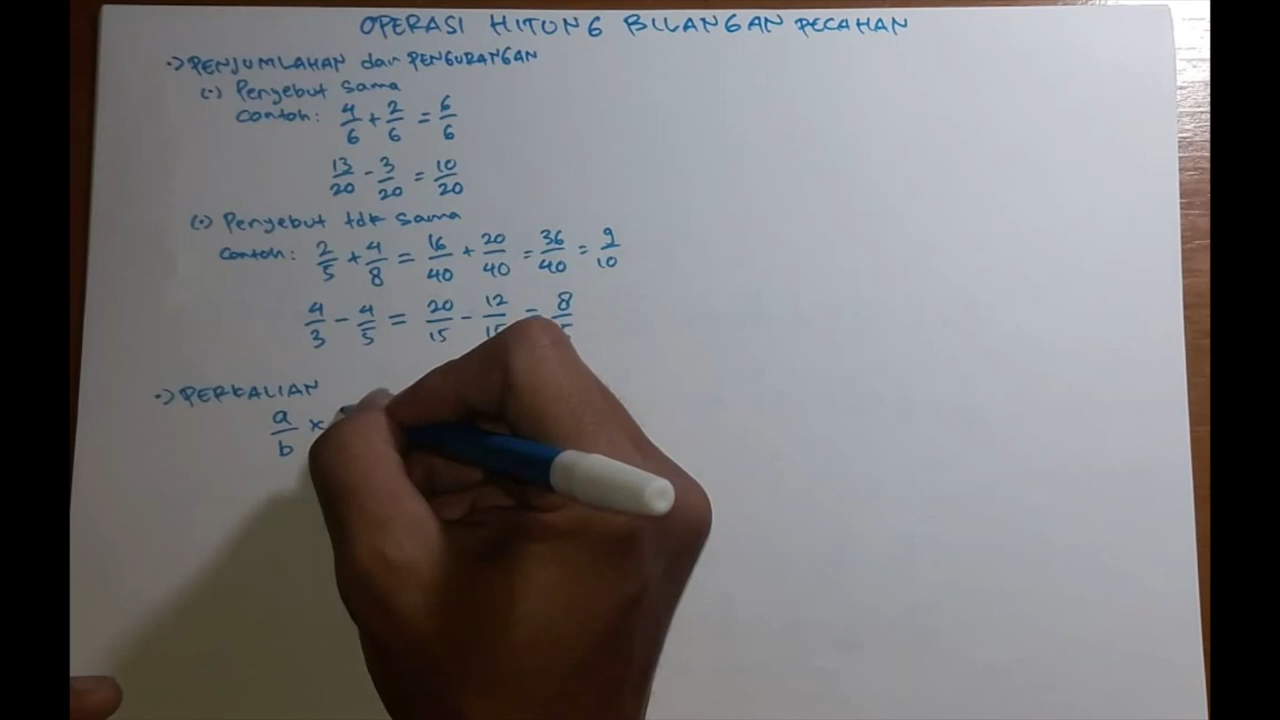 OPERASI HITUNG BILANGAN PECAHAN
·) PENJUMLAHAN dan PENGURANGAN
(·) Penyebut sama
Contoh: 4/6 + 2/6 = 6/6
13/20 - 3/20 = 10/20
(·) Penyebut tdk sama
Contoh: 2/5 + 4/8 = 16/40 + 20/40 = 36/40 = 9/10
4/3 - 4/5 = 20/15 - 12/15 = 8
·) PERKALIAN
a/b ×